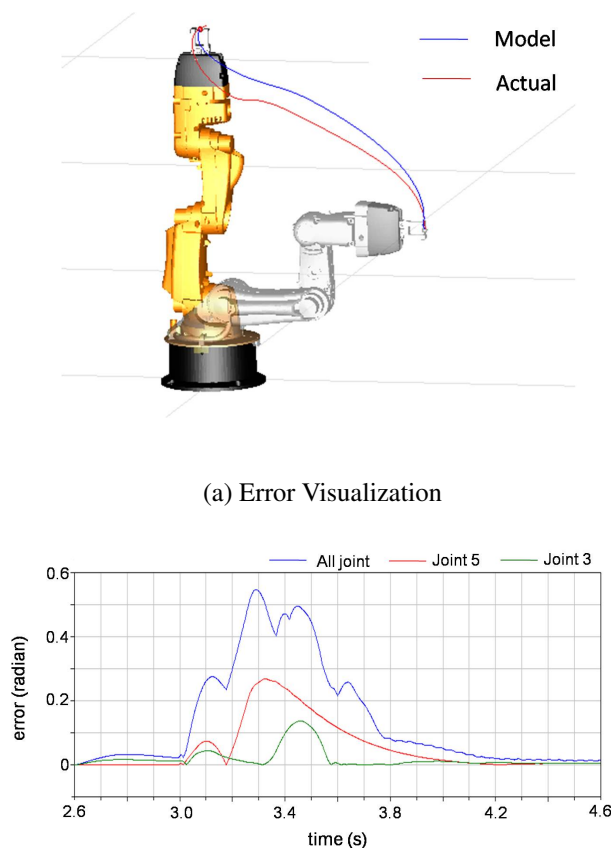 Model
Actual
(a) Error Visualization
All joint Joint 5 Joint 3
error (radian)
0.6
0.4
0.2
0
2.6 3.0 3.4 3.8 4.2 4.6
time (s)